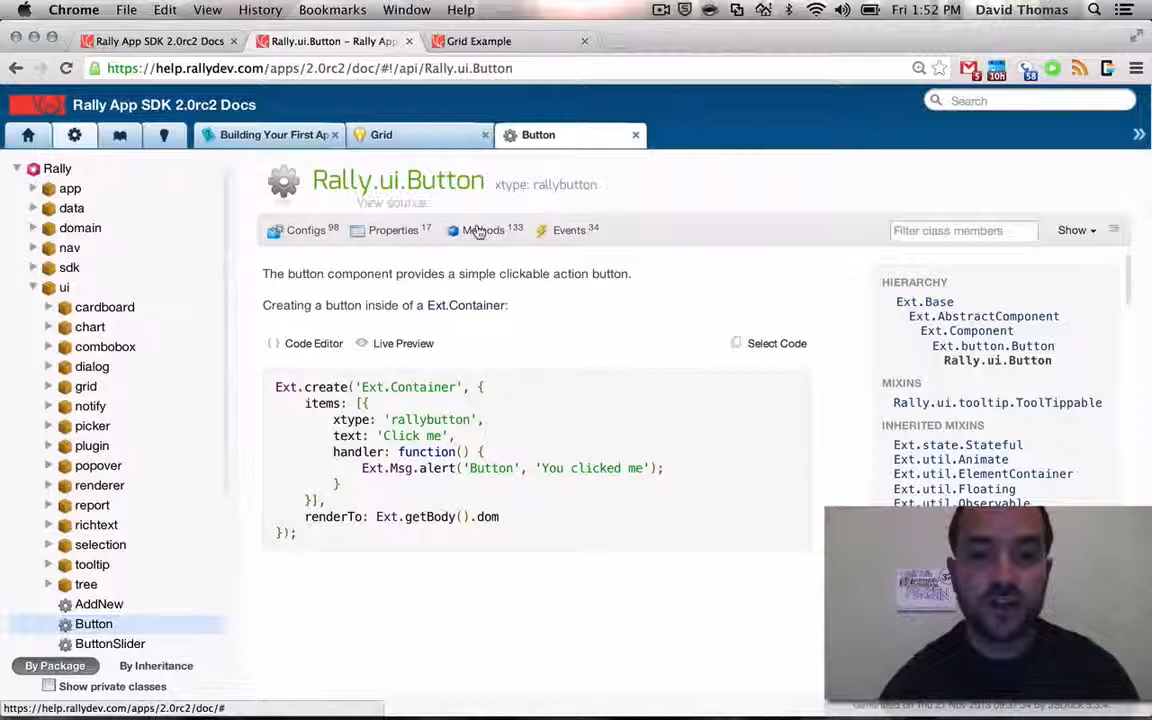 Chrome File Edit View History Bookmarks Window Help Fri 1:52 PM David Thomas
Rally App SDK 2.0rc2 Docs Rally.ui.Button – Rally App Grid Example
https://help.rallydev.com/apps/2.0rc2/doc/#!/api/Rally.ui.Button
5 10h 58
Rally App SDK 2.0rc2 Docs Search
Building Your First Ap Grid Button
Rally
app
data
domain
nav
sdk
ui
cardboard
chart
combobox
dialog
grid
notify
picker
plugin
popover
renderer
report
richtext
selection
tooltip
tree
AddNew
Button
ButtonSlider
By Package By Inheritance
Show private classes
Rally.ui.Button xtype: rallybutton
View source
Configs 98 Properties 17 Methods 133 Events 34 Filter class members Show
The button component provides a simple clickable action button.
Creating a button inside of a Ext.Container:
Code Editor Live Preview Select Code
Ext.create('Ext.Container', {
items: [{
xtype: 'rallybutton',
text: 'Click me',
handler: function() {
Ext.Msg.alert('Button', 'You clicked me');
}
}],
renderTo: Ext.getBody().dom
});
HIERARCHY
Ext.Base
Ext.AbstractComponent
Ext.Component
Ext.button.Button
Rally.ui.Button
MIXINS
Rally.ui.tooltip.ToolTippable
INHERITED MIXINS
Ext.state.Stateful
Ext.util.Animate
Ext.util.ElementContainer
Ext.util.Floating
Ext.util.Observable
https://help.rallydev.com/apps/2.0rc2/doc/#